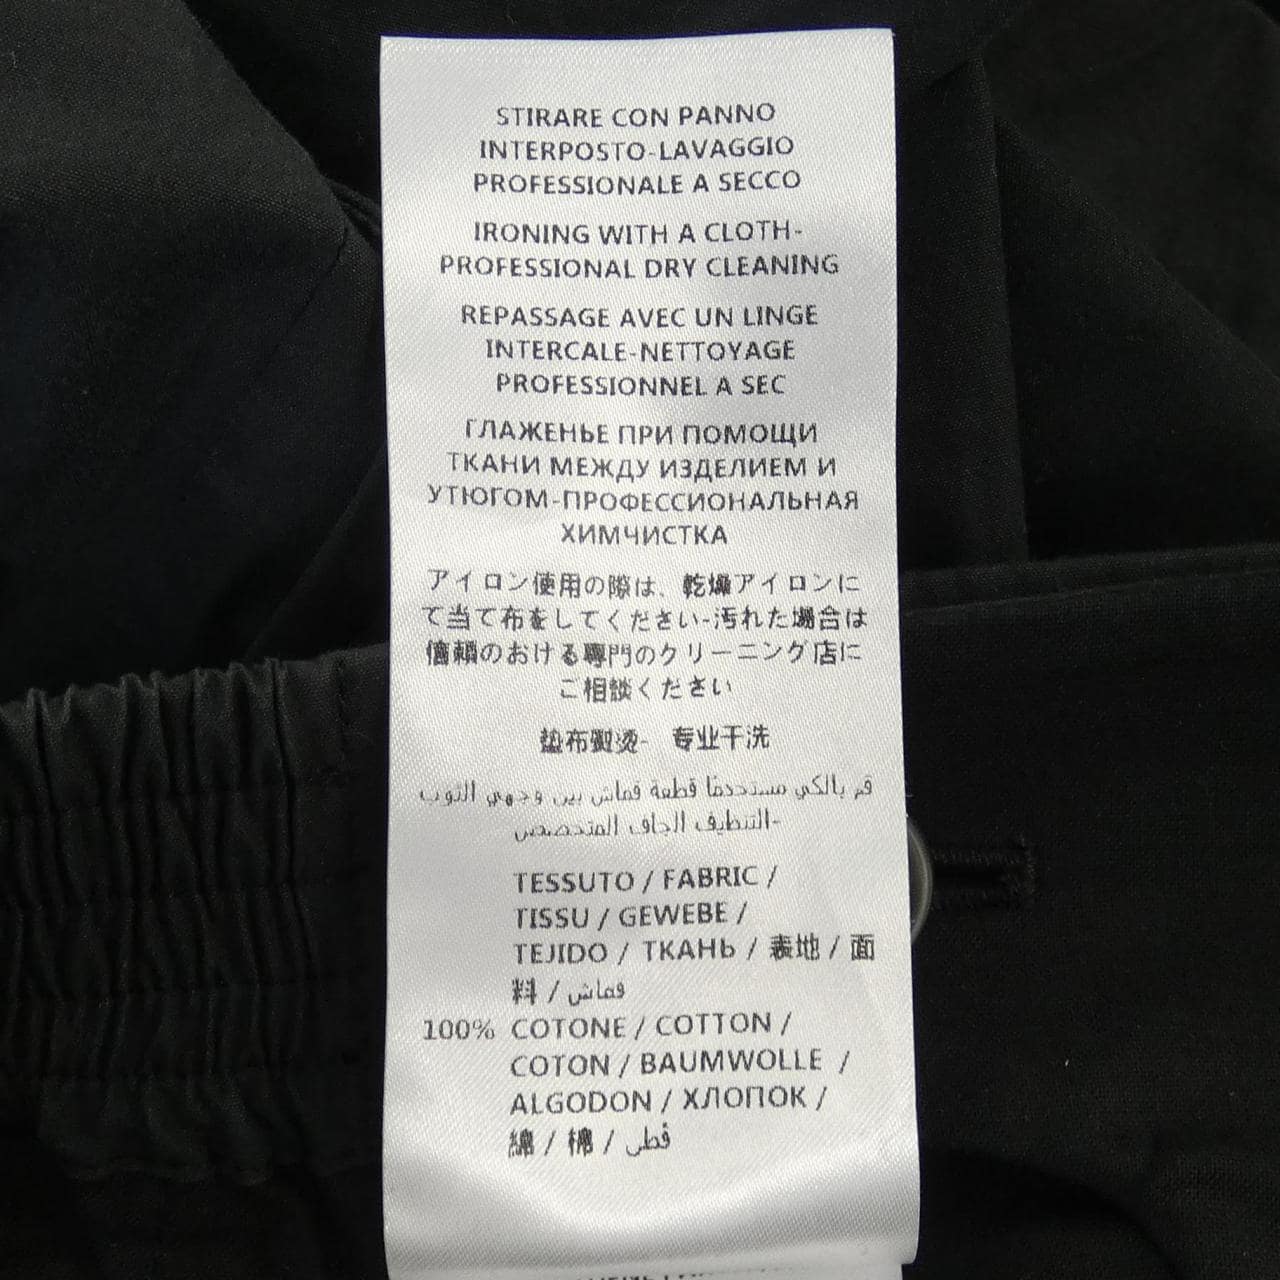 STIRARE CON PANNO
INTERPOSTO-LAVAGGIO
PROFESSIONALE A SECCO
IRONING WITH A CLOTH-
PROFESSIONAL DRY CLEANING
REPASSAGE AVEC UN LINGE
INTERCALE-NETTOYAGE
PROFESSIONNEL A SEC
ГЛАЖЕНЬЕ ПРИ ПОМОЩИ
ТКАНИ МЕЖДУ ИЗДЕЛИЕМ И
УТЮГОМ-ПРОФЕССИОНАЛЬНАЯ
ХИМЧИСТКА
アイロン使用の際は、乾燥アイロンに
て当て布をしてください-汚れた場合は
信頼のおける専門のクリーニング店に
ご相談ください
垫布熨烫- 专业干洗
قم بالكي مستخدمًا قطعة قماش بين وجهي الثوب
-التنظيف الجاف المتخصص
TESSUTO / FABRIC /
TISSU / GEWEBE /
TEJIDO / ТКАНЬ / 表地 / 面
料 / قماش
100% COTONE / COTTON /
COTON / BAUMWOLLE /
ALGODON / ХЛОПОК /
綿 / 棉 / قطن